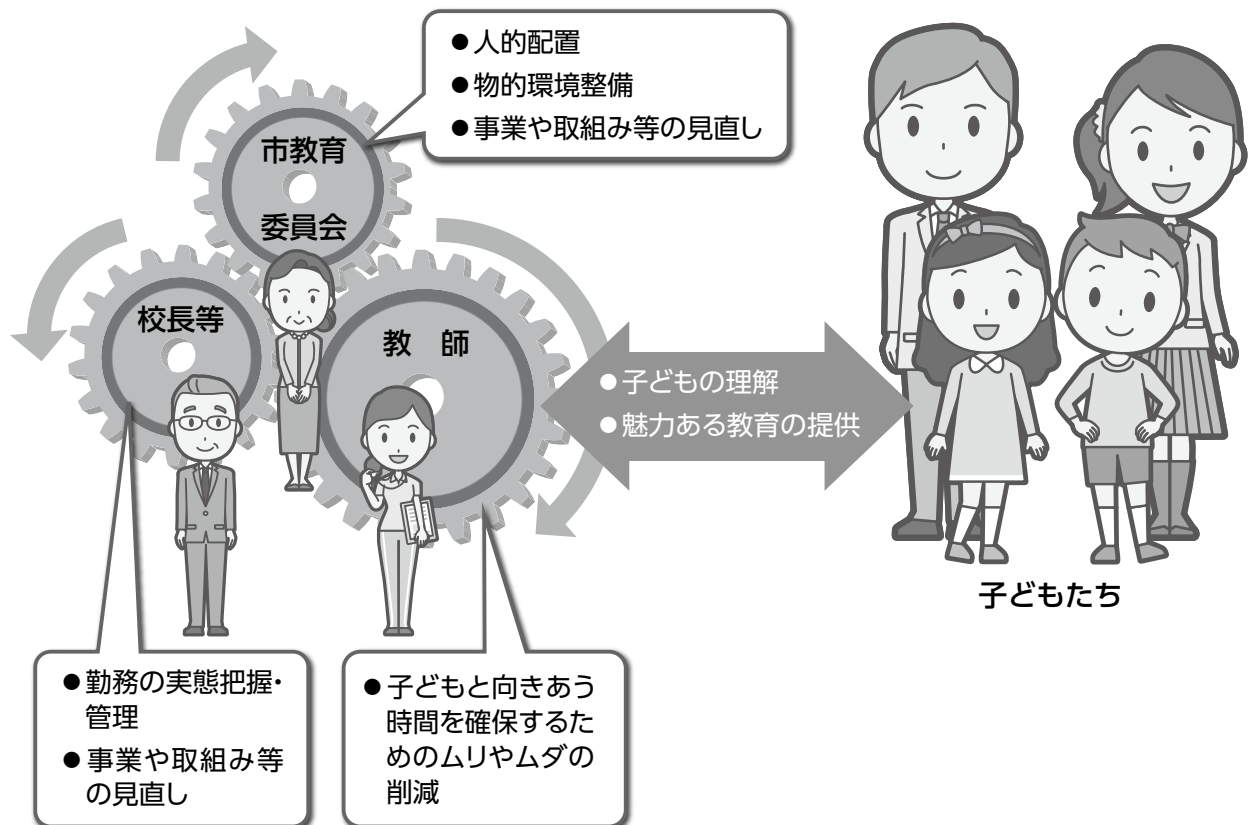 ●人的配置
●物的環境整備
●事業や取組み等の見直し
市教育
委員会
校長等
教　師
●子どもの理解
●魅力ある教育の提供
子どもたち
●勤務の実態把握・
管理
●事業や取組み等
の見直し
●子どもと向きあう
時間を確保するた
めのムリやムダの
削減